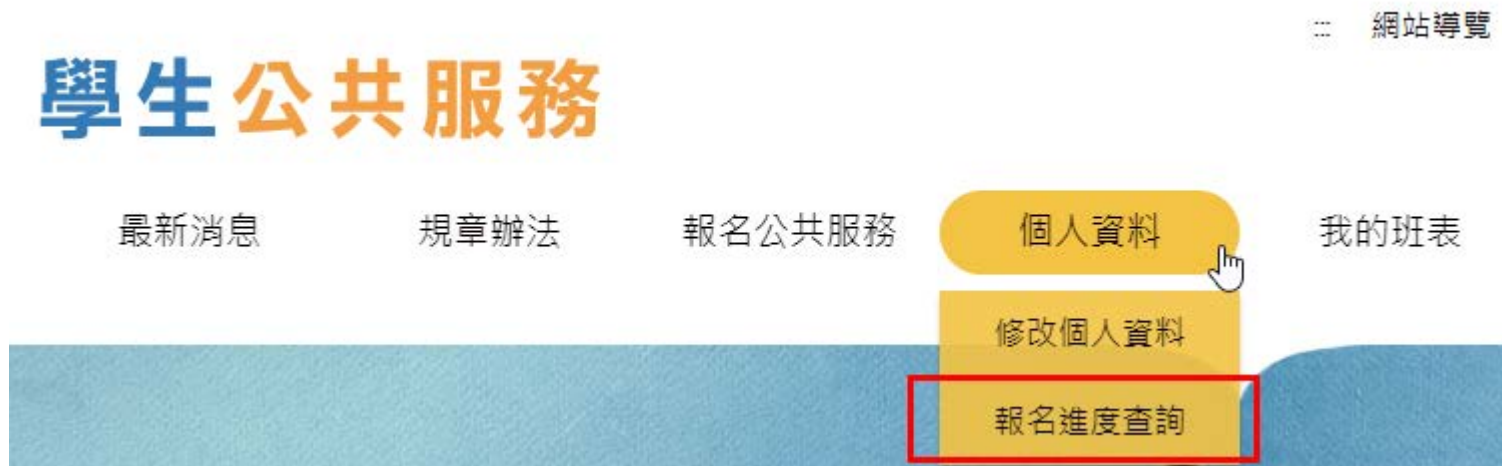 ::: 網站導覽
學生公共服務
最新消息 規章辦法 報名公共服務 個人資料 我的班表
修改個人資料
報名進度查詢